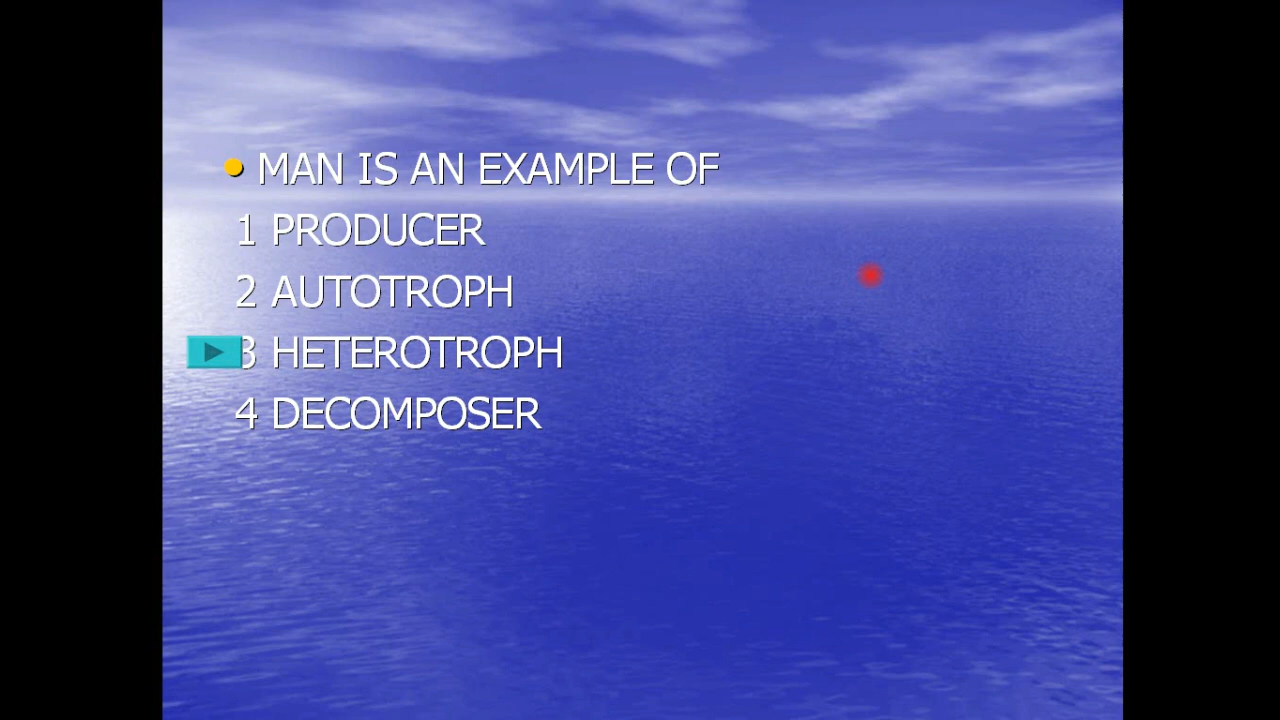 MAN IS AN EXAMPLE OF
1 PRODUCER
2 AUTOTROPH
3 HETEROTROPH
4 DECOMPOSER